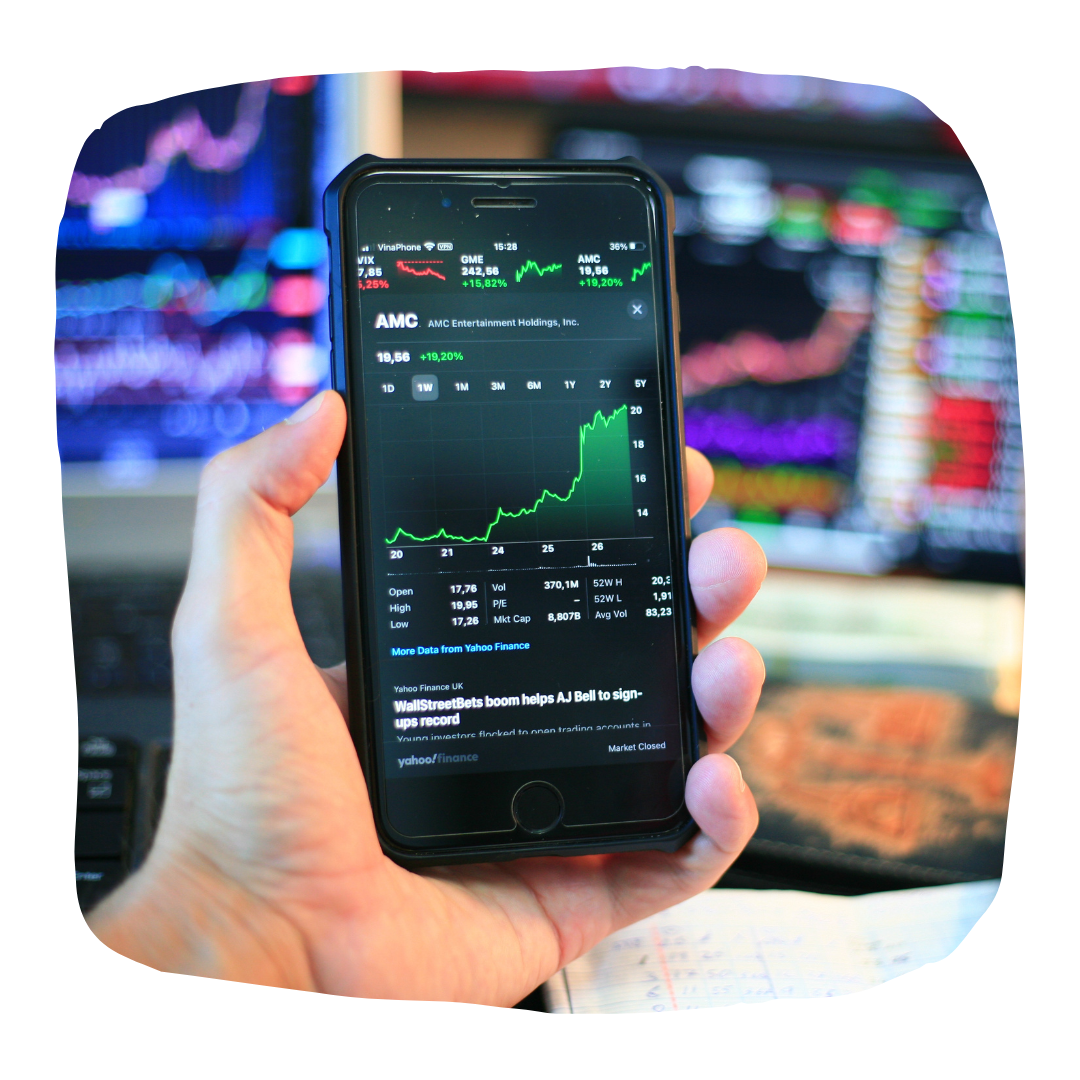 VinaPhone VPN 15:28 36%
VIX GME AMC
7,85 242,56 19,56
5,25% +15,82% +19,20%
AMC AMC Entertainment Holdings, Inc.
19,56 +19,20%
1D 1W 1M 3M 6M 1Y 2Y 5Y
20
18
16
14
20 21 24 25 26
Open 17,76 Vol 370,1M 52W H 20,3
High 19,95 P/E – 52W L 1,91
Low 17,26 Mkt Cap 8,807B Avg Vol 83,23
More Data from Yahoo Finance
Yahoo Finance UK
WallStreetBets boom helps AJ Bell to sign-
ups record
Young investors flocked to open trading accounts in
yahoo!finance Market Closed